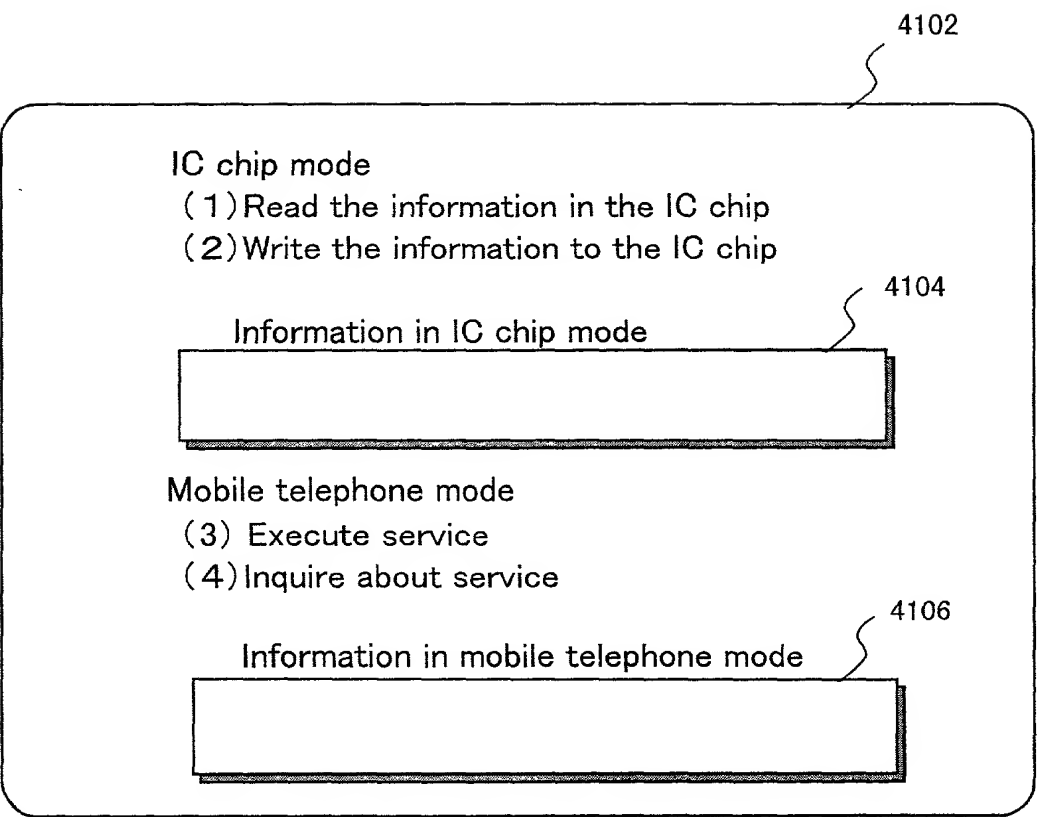 4102
IC chip mode
(1)Read the information in the IC chip
(2)Write the information to the IC chip
4104
Information in IC chip mode
Mobile telephone mode
(3) Execute service
(4)Inquire about service
4106
Information in mobile telephone mode